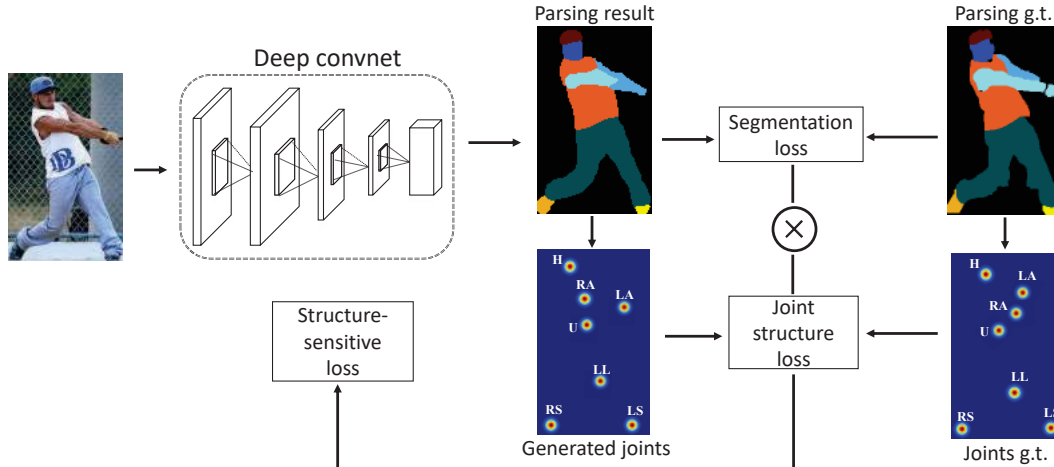 Parsing result
Parsing g.t.
Deep convnet
Segmentation
loss
H
RA
LA
U
LL
RS
LS
Generated joints
Structure-
sensitive
loss
Joint
structure
loss
H
LA
RA
U
LL
RS
LS
Joints g.t.